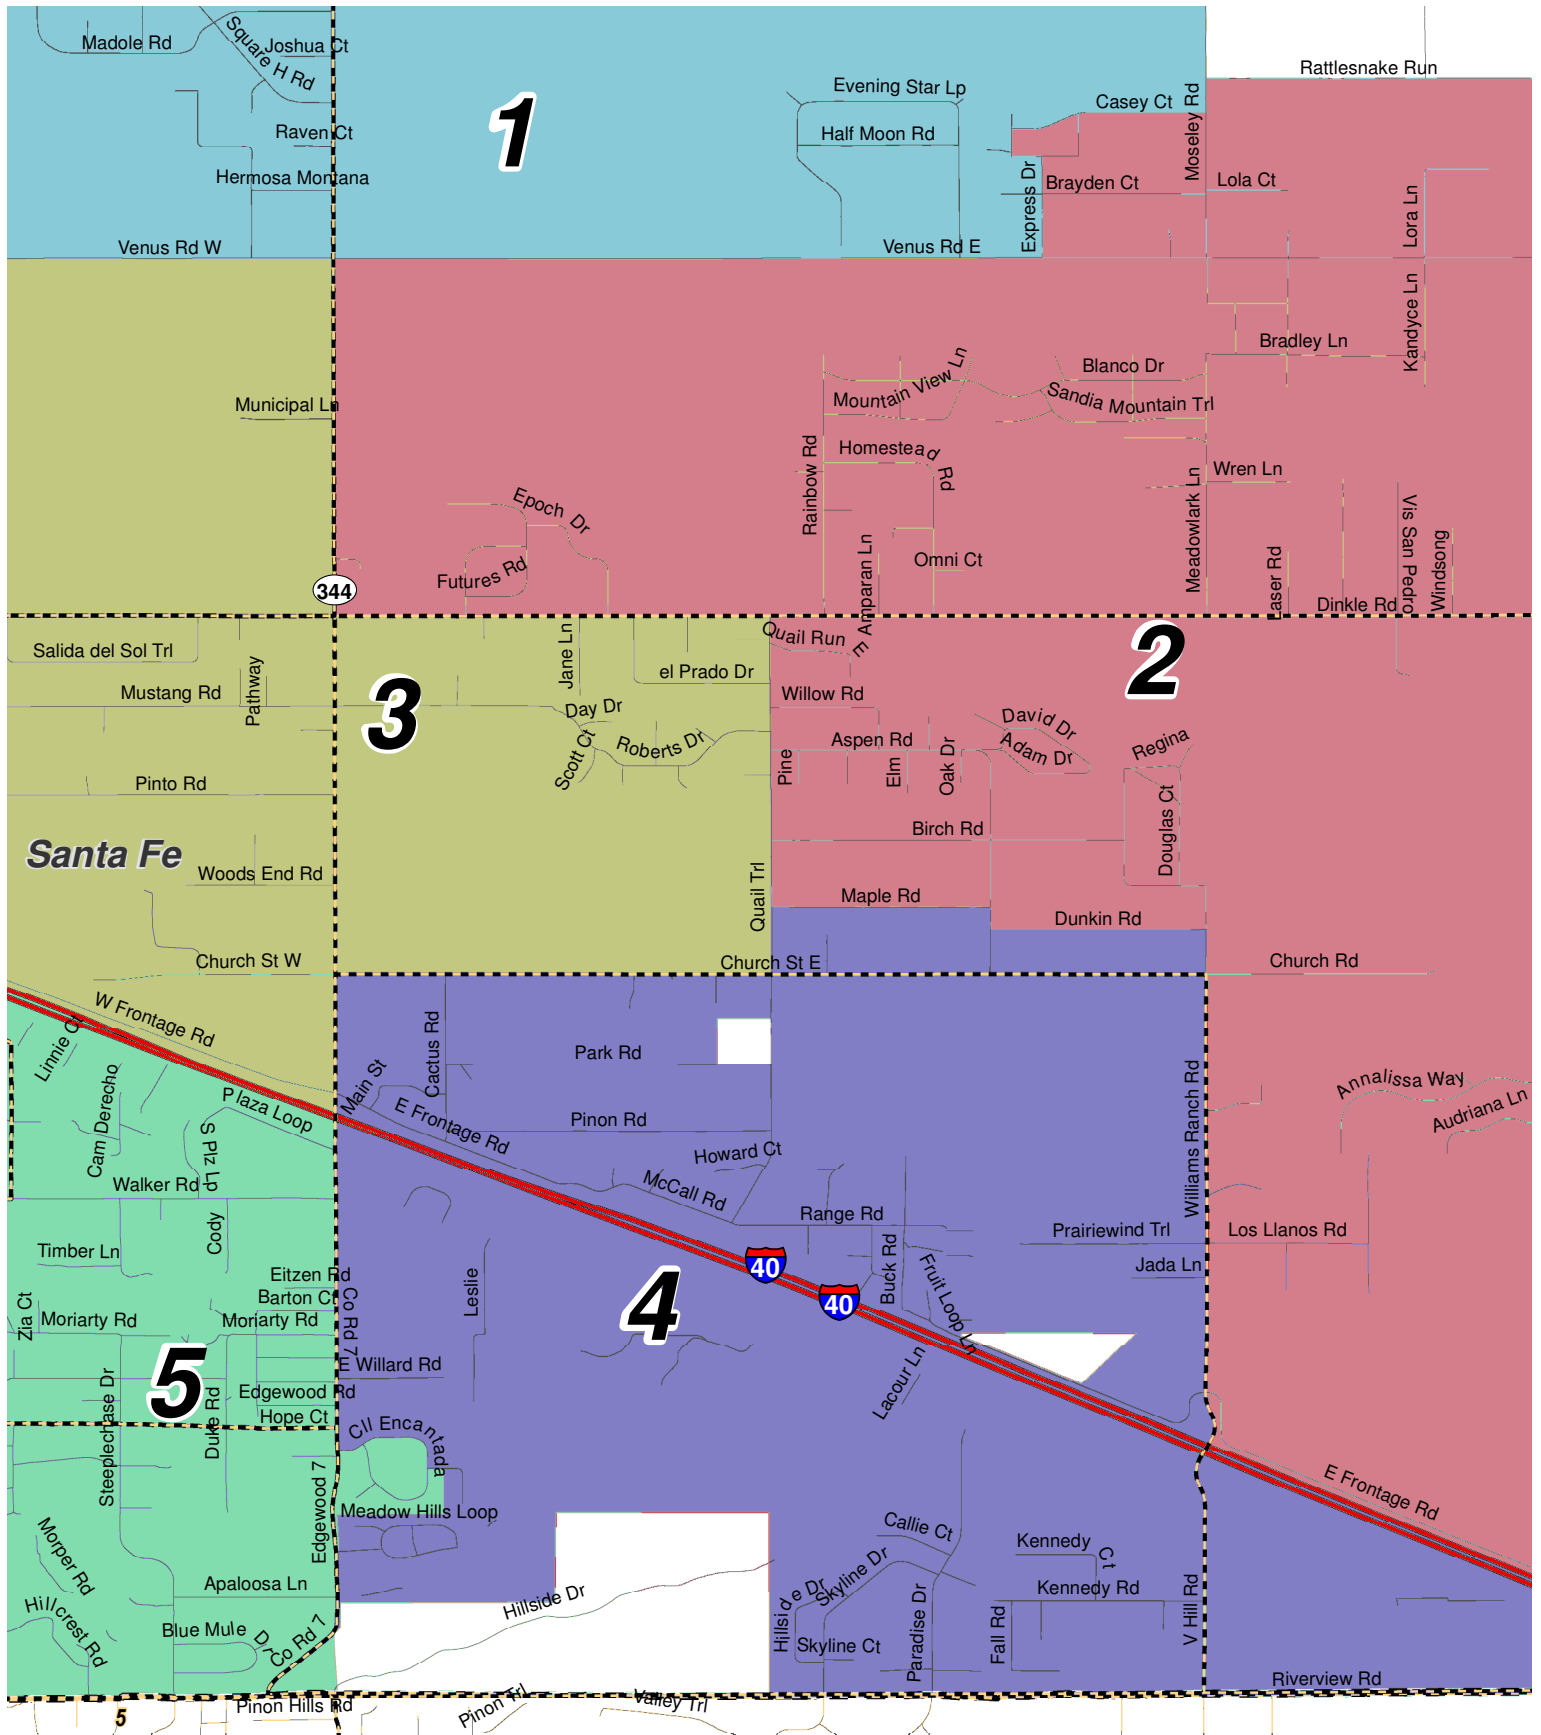 Rattlesnake Run
Madole Rd
Square H Rd
Joshua Ct
Evening Star Lp
Casey Ct
Moseley Rd
1
Raven Ct
Half Moon Rd
Hermosa Montana
Express Dr
Brayden Ct
Lola Ct
Lora Ln
Venus Rd W
Venus Rd E
Kandyce Ln
Bradley Ln
Mountain View Ln
Blanco Dr
Sandia Mountain Trl
Municipal Ln
Rainbow Rd
Homestead Rd
Meadowlark Ln
Wren Ln
Epoch Dr
Vis San Pedro
Windsong
Futures Rd
Amparan Ln
Omni Ct
Laser Rd
344
Dinkle Rd
Salida del Sol Trl
Jane Ln
Quail Run E
2
Pathway
el Prado Dr
Mustang Rd
3
Willow Rd
Day Dr
Scott Ct
Roberts Dr
Aspen Rd
David Dr
Adam Dr
Regina
Pine
Elm
Oak Dr
Pinto Rd
Douglas Ct
Birch Rd
Santa Fe
Woods End Rd
Quail Trl
Maple Rd
Dunkin Rd
Church St W
Church St E
Church Rd
W Frontage Rd
Linnie Ct
Cactus Rd
Park Rd
Main St
Cam Derecho
Plaza Loop
E Frontage Rd
Pinon Rd
Williams Ranch Rd
Annalissa Way
Audriana Ln
S Plz Lp
Howard Ct
Walker Rd
McCall Rd
Range Rd
Prairiewind Trl
Los Llanos Rd
Cody
Timber Ln
Buck Rd
Fruit Loop Ln
Jada Ln
Eitzen Rd
40
Barton Ct
Leslie
4
40
Zia Ct
Moriarty Rd
Moriarty Rd
Co Rd 7
5
E Willard Rd
Lacour Ln
Steeplechase Dr
Duke Rd
Edgewood Rd
Hope Ct
Cll Encantada
Edgewood 7
E Frontage Rd
Meadow Hills Loop
Callie Ct
Kennedy Ct
Morper Rd
Skyline Dr
Apaloosa Ln
Hillside Dr
Hillside Dr
Kennedy Rd
V Hill Rd
Hillcrest Rd
Blue Mule Dr
Co Rd 7
Skyline Ct
Paradise Dr
Fall Rd
Riverview Rd
Pinon Hills Rd
Pinon Trl
Valley Trl
5